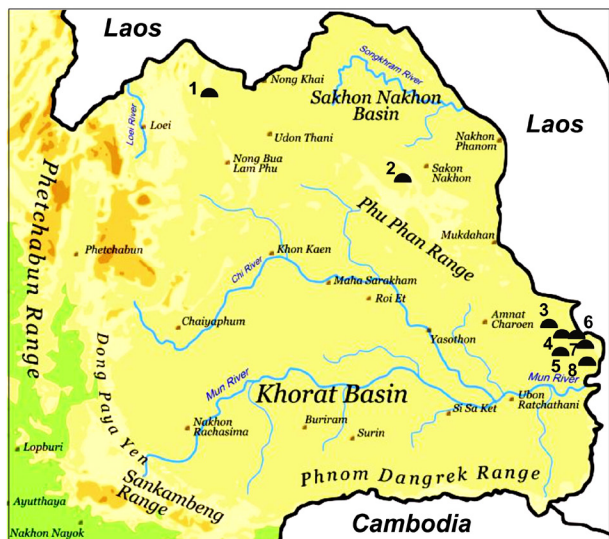 Laos
Songkhram River
1
Nong Khai
Sakhon Nakhon
Basin
Laos
Loei River
Loei
Udon Thani
Nakhon
Phanom
Nong Bua
Lam Phu
2
Sakon
Nakhon
Phetchabun Range
Phu Phan Range
Mukdahan
Phetchabun
Khon Kaen
Chi River
Maha Sarakham
Roi Et
3
Amnat
Charoen
6
Chaiyaphum
Yasothon
4
5
8
Dong Paya Yen
Mun River
Mun River
Khorat Basin
Ubon
Ratchathani
Si Sa Ket
Nakhon
Rachasima
Buriram
Surin
Lopburi
Phnom Dangrek Range
Sankambeng
Range
Ayutthaya
Cambodia
Nakhon Nayok